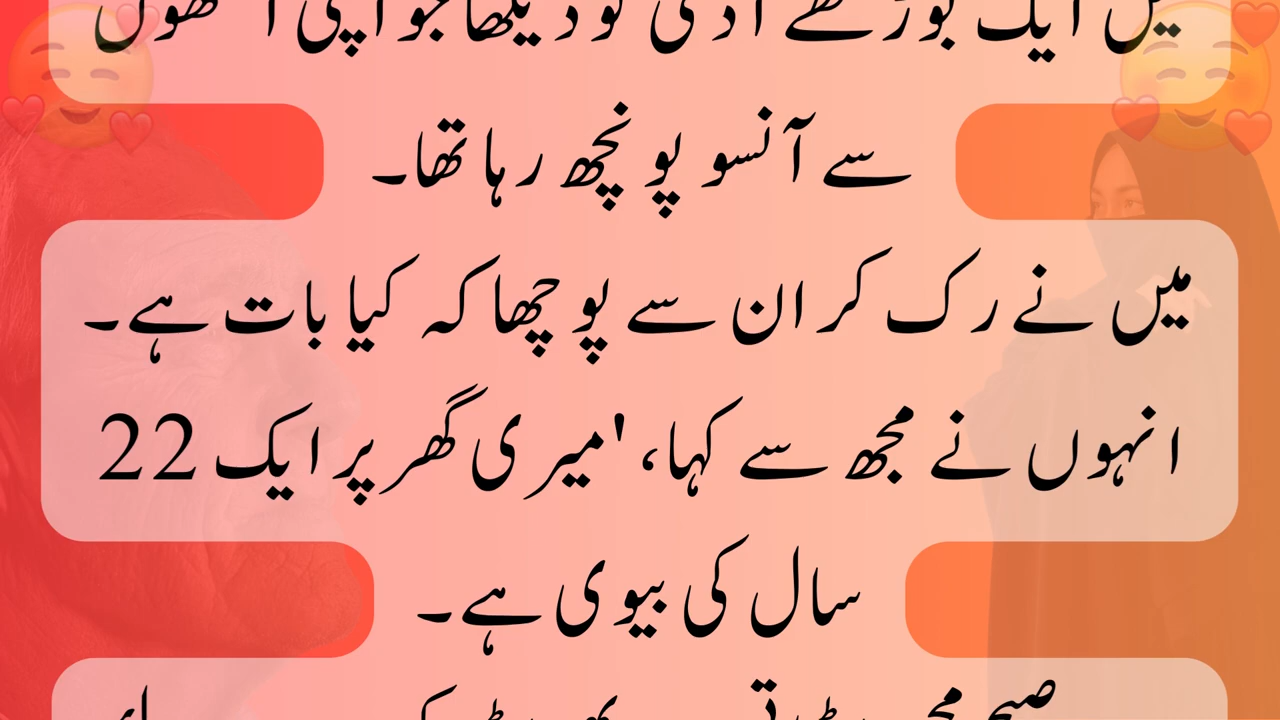 میں ایک بوڑھے آدمی کو دیکھا جو اپنی آنکھوں
سے آنسو پونچھ رہا تھا۔
میں نے رک کر ان سے پوچھا کہ کیا بات ہے۔
انہوں نے مجھ سے کہا، 'میری گھر پر ایک 22
سال کی بیوی ہے۔
صبح مجھے